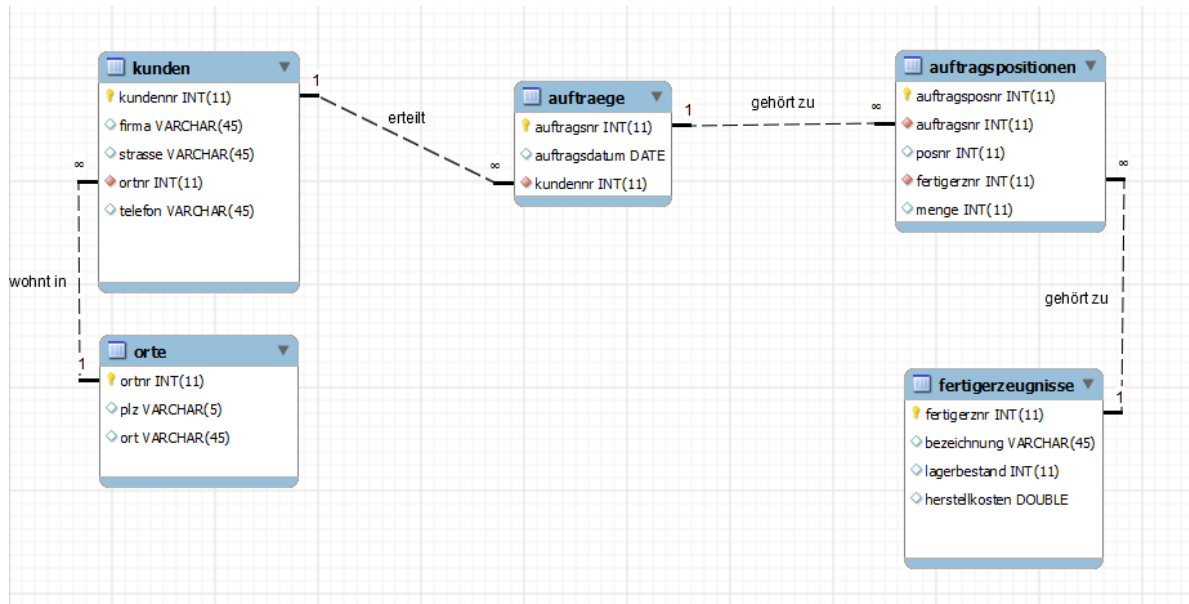 kunden
kundennr INT(11)
firma VARCHAR(45)
strasse VARCHAR(45)
ortnr INT(11)
telefon VARCHAR(45)
1
erteilt
∞
auftraege
auftragsnr INT(11)
auftragsdatum DATE
kundennr INT(11)
1
gehört zu
∞
auftragspositionen
auftragsposnr INT(11)
auftragsnr INT(11)
posnr INT(11)
fertigerznr INT(11)
menge INT(11)
∞
wohnt in
1
orte
ortnr INT(11)
plz VARCHAR(5)
ort VARCHAR(45)
∞
gehört zu
1
fertigerzeugnisse
fertigerznr INT(11)
bezeichnung VARCHAR(45)
lagerbestand INT(11)
herstellkosten DOUBLE